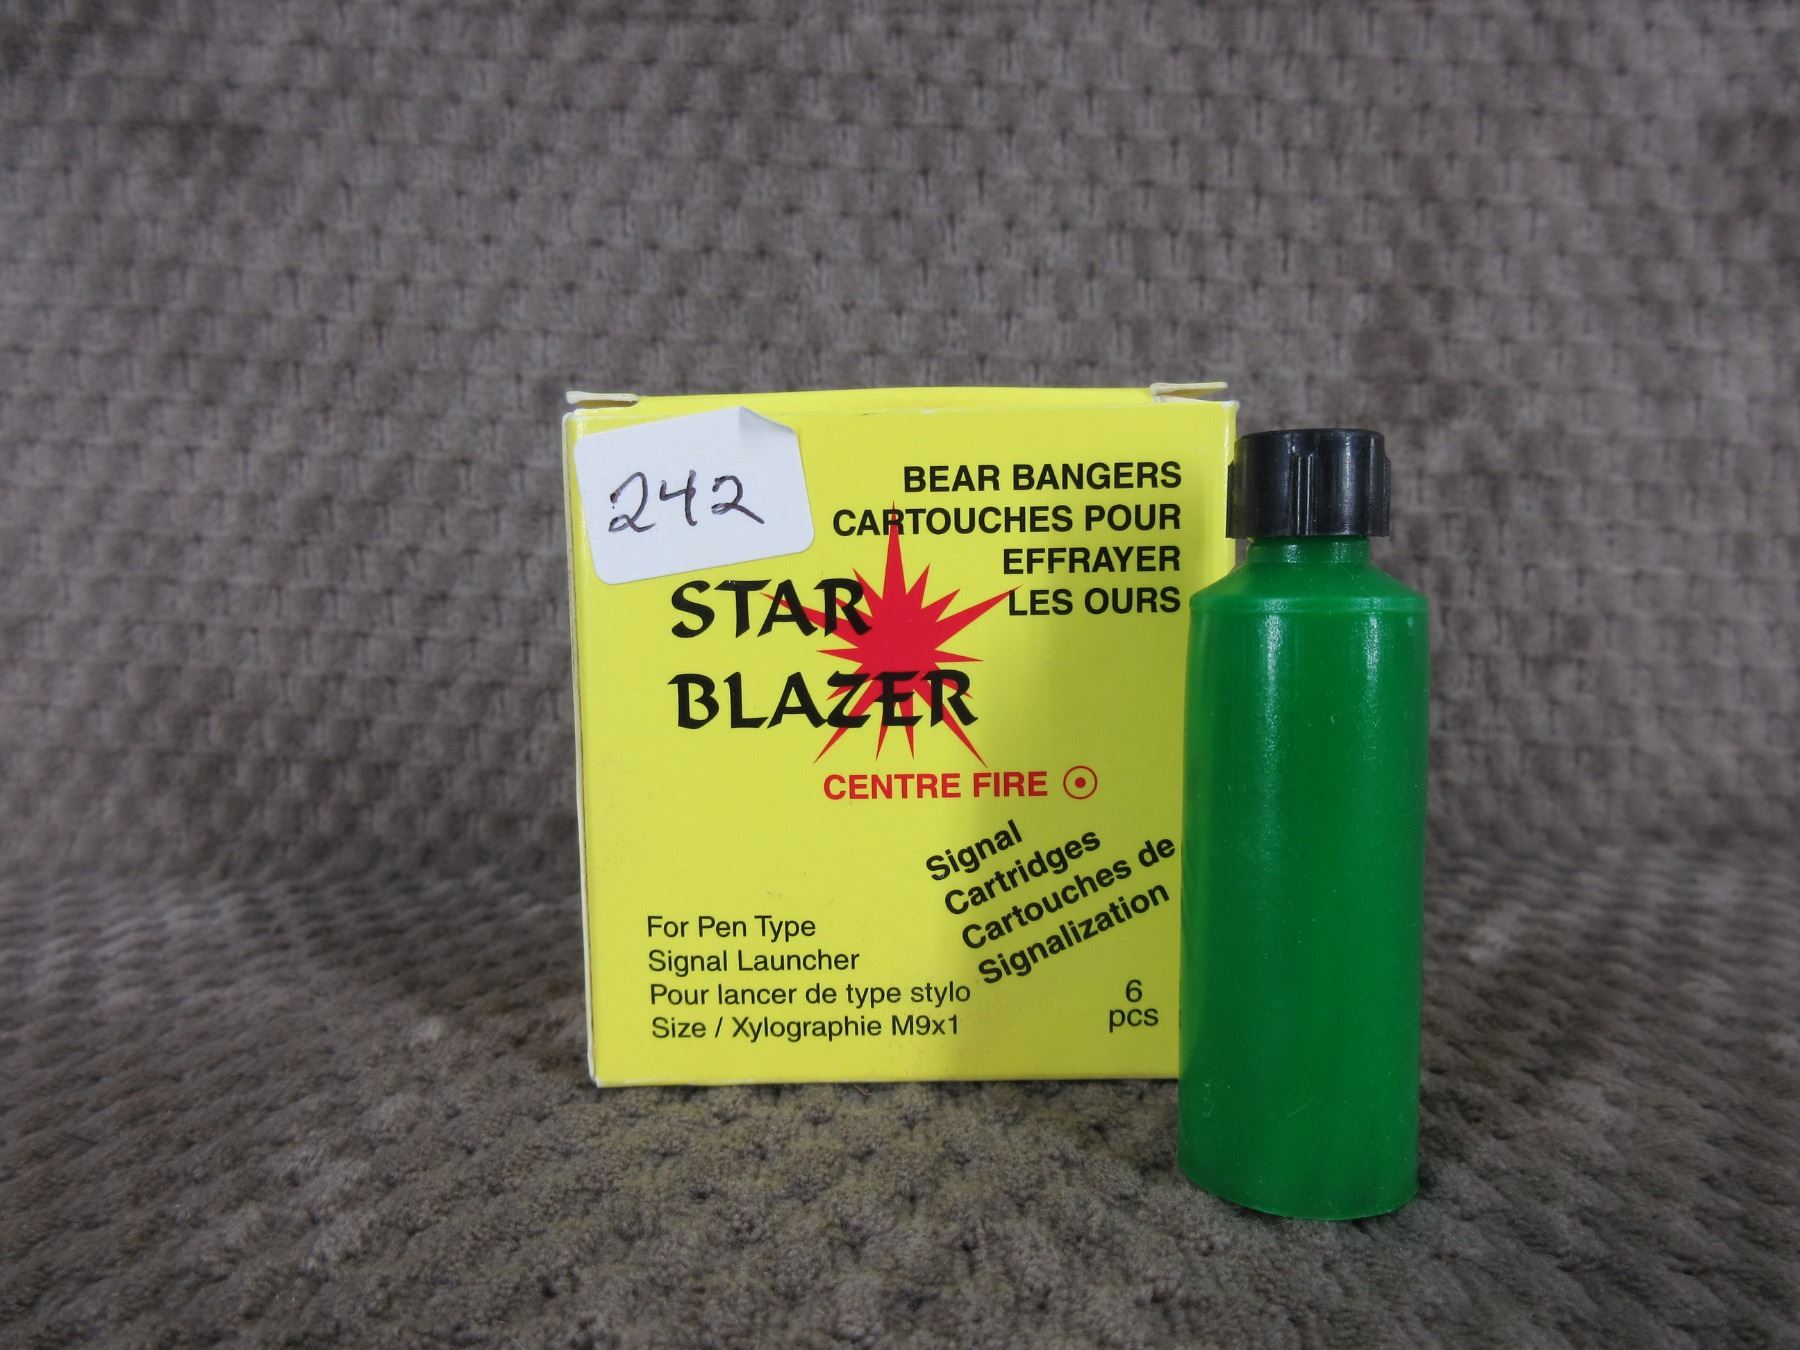 242
BEAR BANGERS
CARTOUCHES POUR
EFFRAYER
LES OURS
STAR
BLAZER
CENTRE FIRE
Signal
Cartridges
Cartouches de
Signalization
For Pen Type
Signal Launcher
Pour lancer de type stylo
Size / Xylographie M9x1
6
pcs